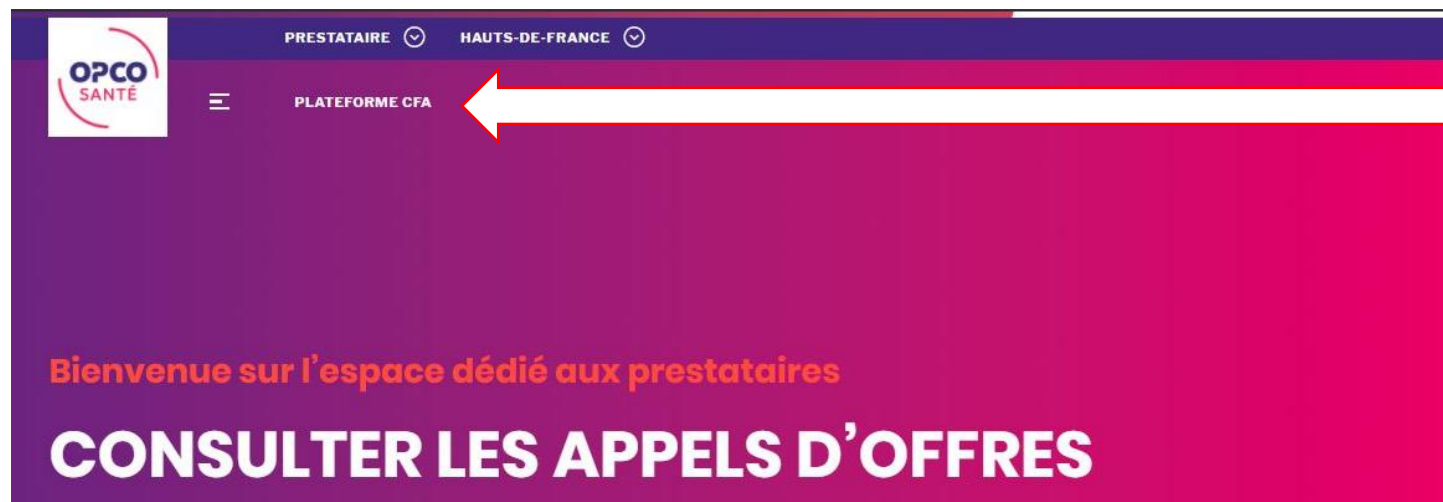 PRESTATAIRE HAUTS-DE-FRANCE
OPCO
SANTÉ
PLATEFORME CFA
Bienvenue sur l’espace dédié aux prestataires
CONSULTER LES APPELS D’OFFRES